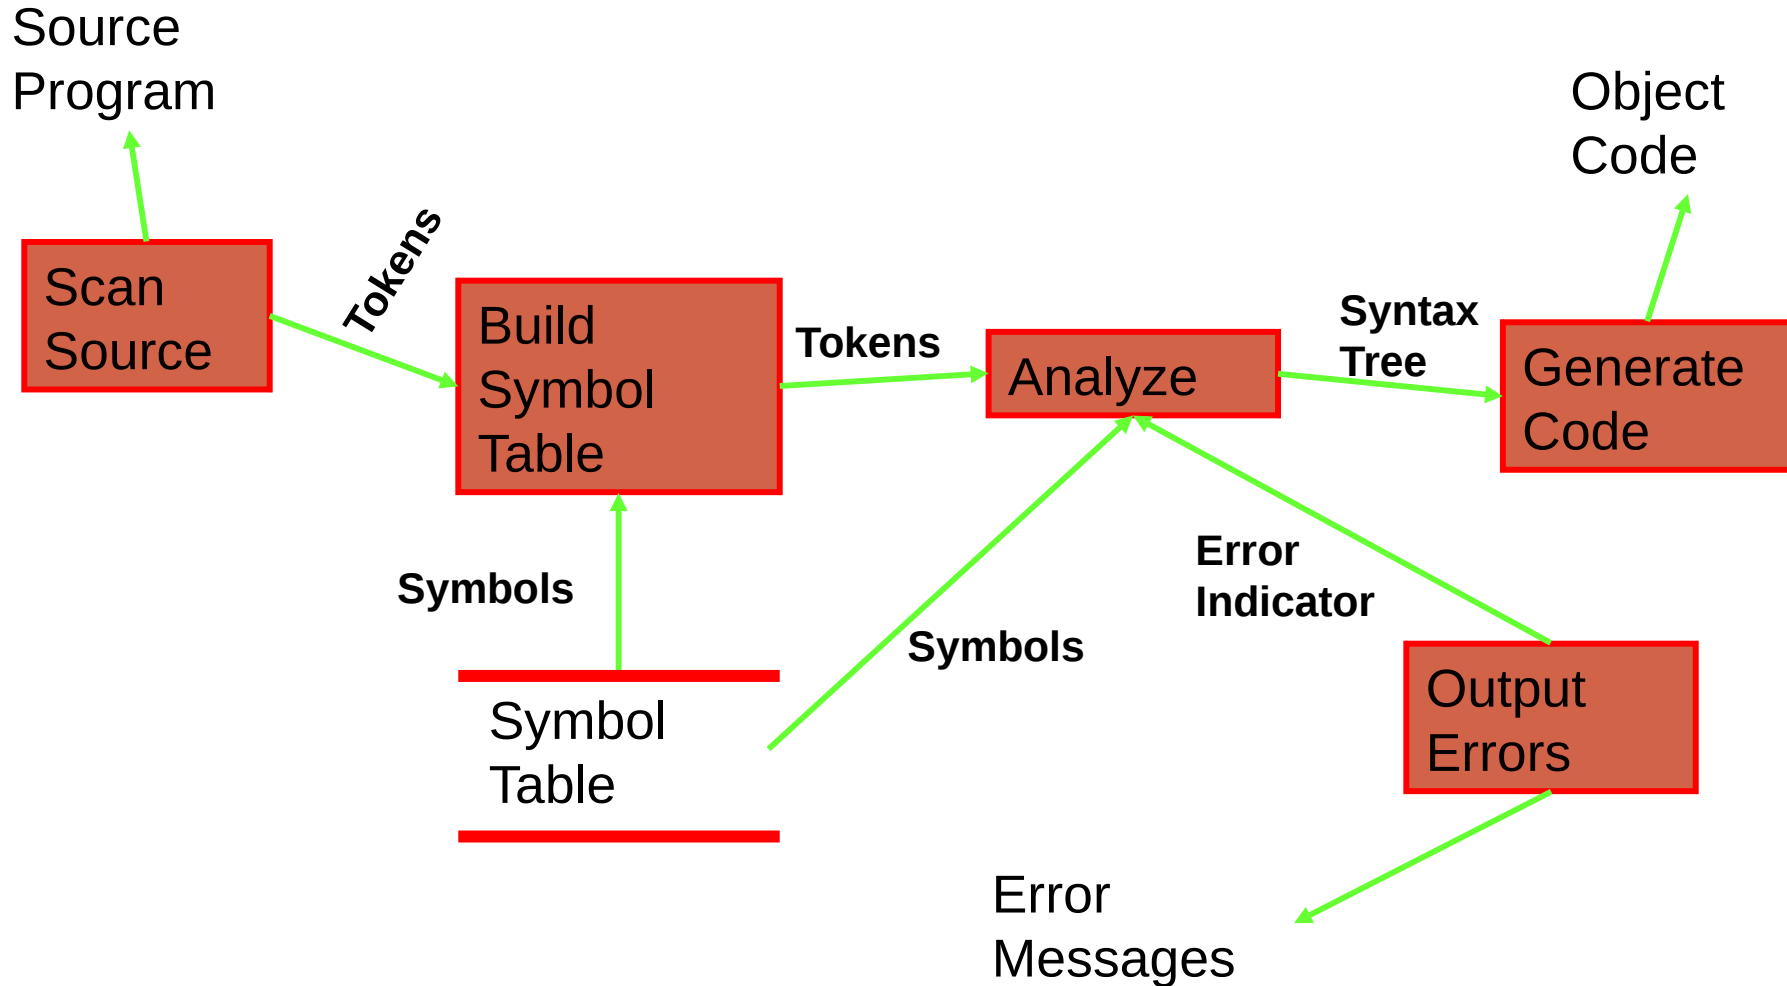 Source
Program
Object
Code
Tokens
Scan
Source
Build
Symbol
Table
Tokens
Analyze
Syntax
Tree
Generate
Code
Symbols
Symbols
Error
Indicator
Symbol
Table
Output
Errors
Error
Messages